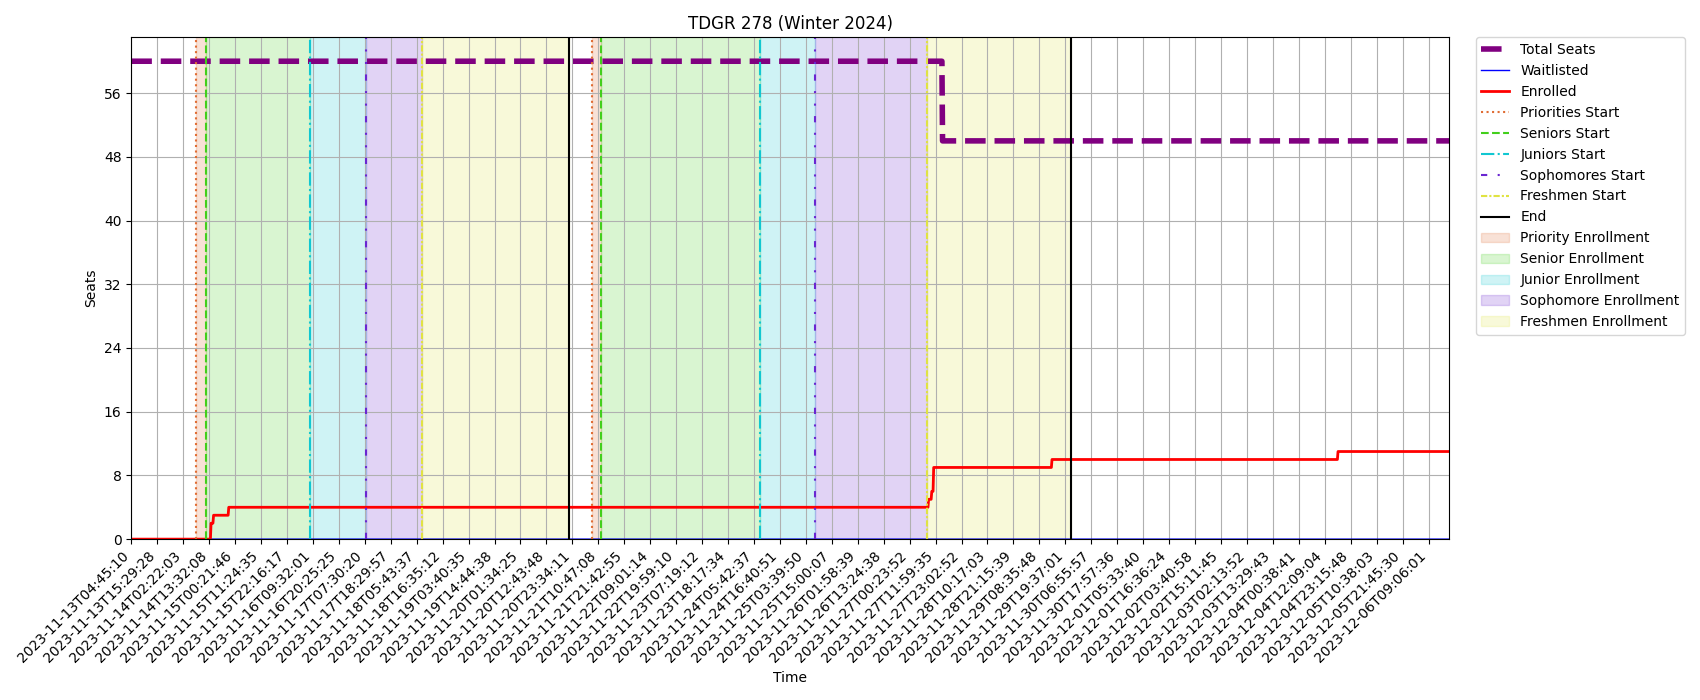 TDGR 278 (Winter 2024)
Seats
56
48
40
32
24
16
8
0
2023-11-13T04:45:10
2023-11-13T15:29:28
2023-11-14T02:22:03
2023-11-14T13:32:08
2023-11-15T00:21:46
2023-11-15T11:24:35
2023-11-15T22:16:17
2023-11-16T09:32:01
2023-11-16T20:25:25
2023-11-17T07:30:20
2023-11-17T18:29:57
2023-11-18T05:43:37
2023-11-18T16:35:12
2023-11-19T03:40:35
2023-11-19T14:44:38
2023-11-20T01:34:25
2023-11-20T12:43:48
2023-11-20T23:34:11
2023-11-21T10:47:08
2023-11-21T21:42:55
2023-11-22T09:01:14
2023-11-22T19:59:10
2023-11-23T07:19:12
2023-11-23T18:17:34
2023-11-24T05:42:37
2023-11-24T16:40:51
2023-11-25T03:39:50
2023-11-25T15:00:07
2023-11-26T01:58:39
2023-11-26T13:24:38
2023-11-27T00:23:52
2023-11-27T11:59:35
2023-11-27T23:02:52
2023-11-28T10:17:03
2023-11-28T21:15:39
2023-11-29T08:35:48
2023-11-29T19:37:01
2023-11-30T06:55:57
2023-11-30T17:57:36
2023-12-01T05:33:40
2023-12-01T16:36:24
2023-12-02T03:40:58
2023-12-02T15:11:45
2023-12-03T02:13:52
2023-12-03T13:29:43
2023-12-04T00:38:41
2023-12-04T12:09:04
2023-12-04T23:15:48
2023-12-05T10:38:03
2023-12-05T21:45:30
2023-12-06T09:06:01
Time
Total Seats
Waitlisted
Enrolled
Priorities Start
Seniors Start
Juniors Start
Sophomores Start
Freshmen Start
End
Priority Enrollment
Senior Enrollment
Junior Enrollment
Sophomore Enrollment
Freshmen Enrollment